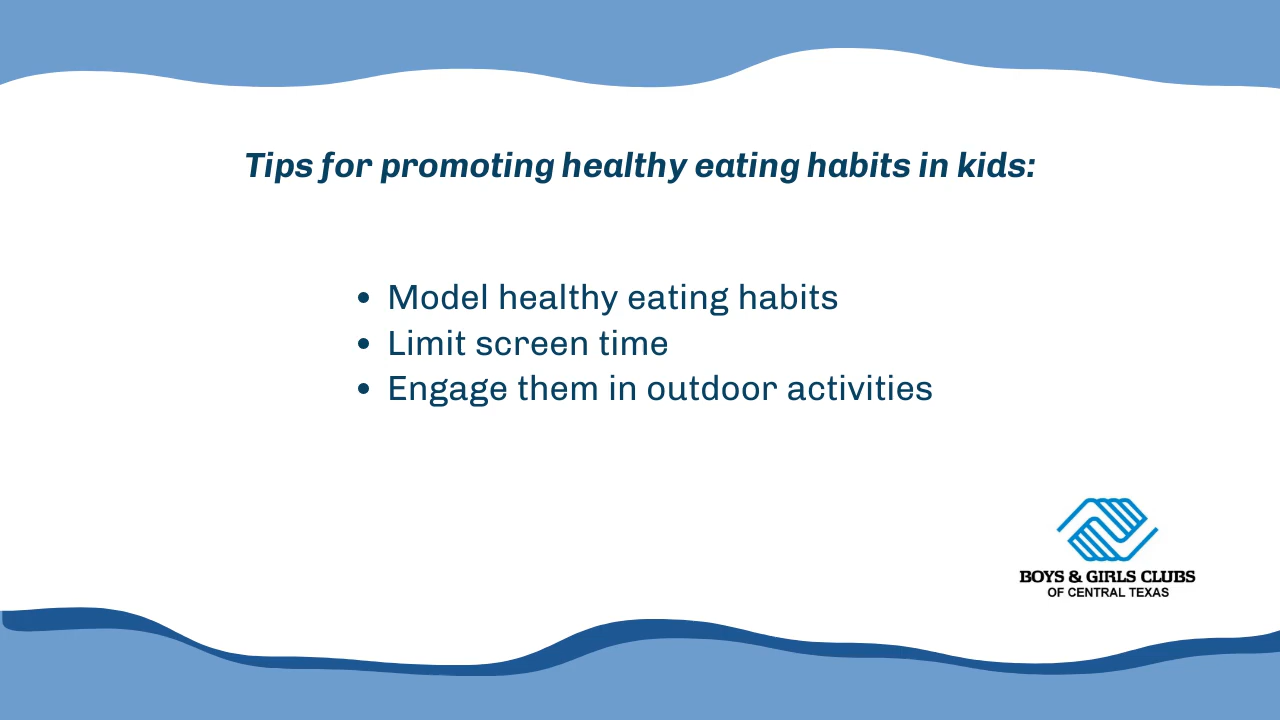 Tips for promoting healthy eating habits in kids:
• Model healthy eating habits
• Limit screen time
• Engage them in outdoor activities
BOYS & GIRLS CLUBS
OF CENTRAL TEXAS